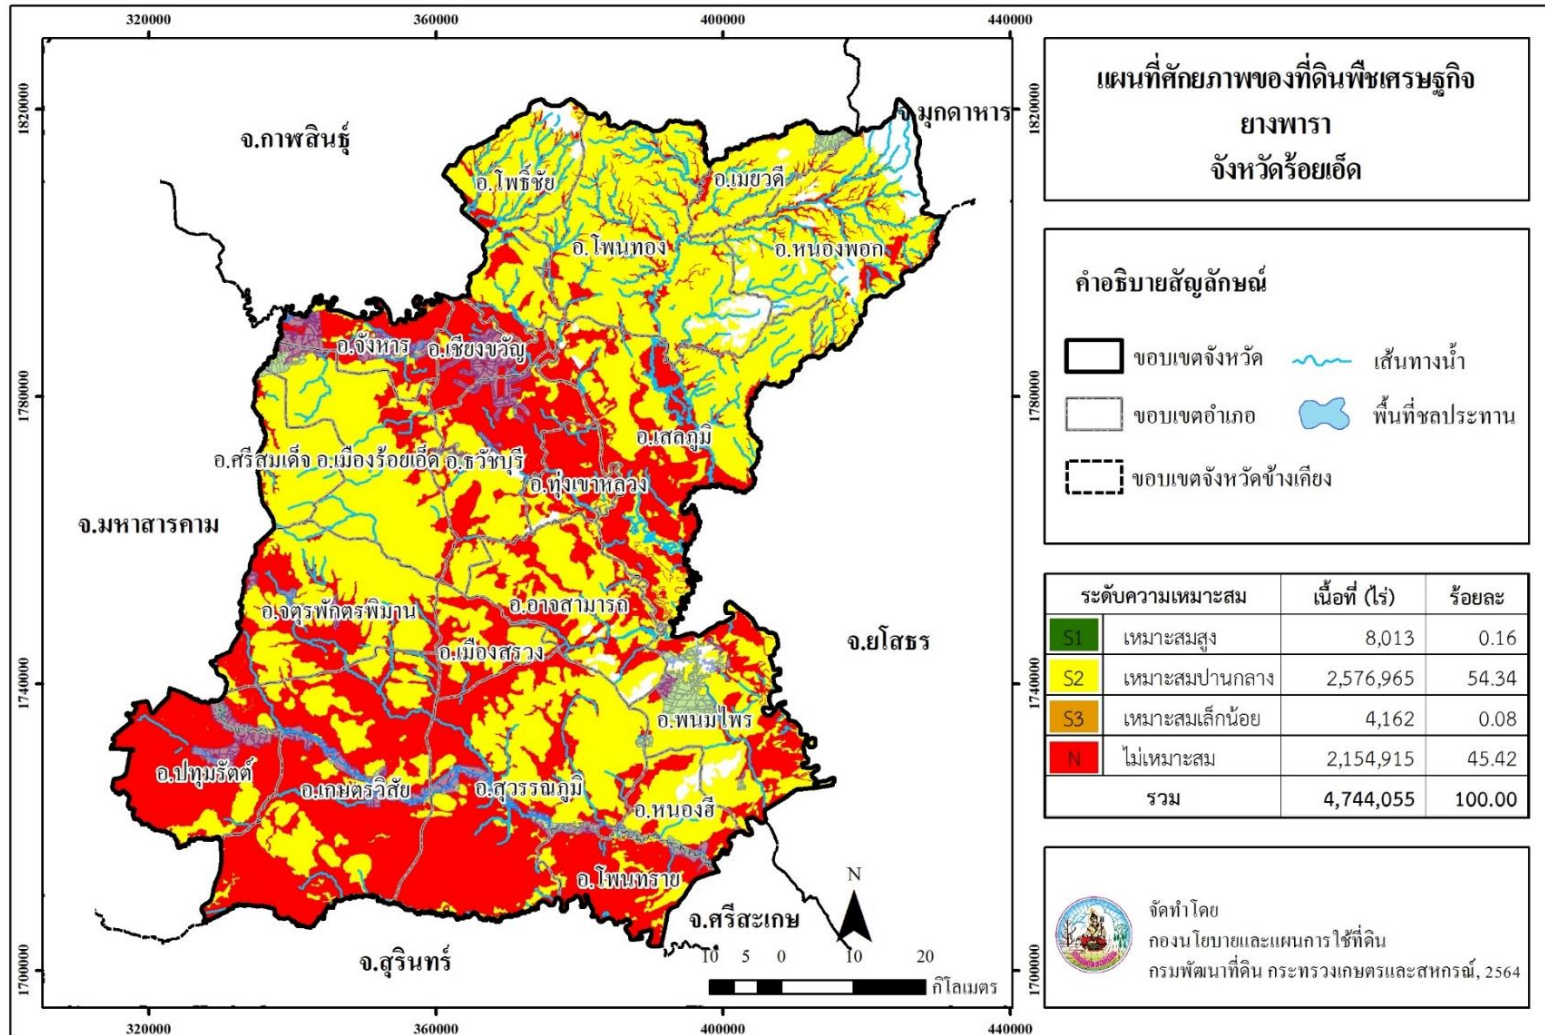 320000
360000
400000
440000
1820000
1780000
1740000
1700000
จ.กาฬสินธุ์
จ.มุกดาหาร
อ.โพธิ์ชัย
อ.เมยวดี
อ.โพนทอง
อ.หนองพอก
อ.จังหาร
อ.เชียงขวัญ
อ.เสลภูมิ
อ.ศรีสมเด็จ
อ.เมืองร้อยเอ็ด
อ.ธวัชบุรี
อ.ทุ่งเขาหลวง
จ.มหาสารคาม
อ.จตุรพักตรพิมาน
อ.อาจสามารถ
อ.เมืองสรวง
จ.ยโสธร
อ.พนมไพร
อ.ปทุมรัตต์
อ.เกษตรวิสัย
อ.สุวรรณภูมิ
อ.หนองฮี
อ.โพนทราย
จ.ศรีสะเกษ
จ.สุรินทร์
N
10 5 0 10 20
กิโลเมตร
1820000
1780000
1740000
1700000
320000
360000
400000
440000
แผนที่ศักยภาพของที่ดินพืชเศรษฐกิจ
ยางพารา
จังหวัดร้อยเอ็ด
คำอธิบายสัญลักษณ์
ขอบเขตจังหวัด เส้นทางน้ำ
ขอบเขตอำเภอ พื้นที่ชลประทาน
ขอบเขตจังหวัดข้างเคียง
ระดับความเหมาะสม เนื้อที่ (ไร่) ร้อยละ
S1 เหมาะสมสูง 8,013 0.16
S2 เหมาะสมปานกลาง 2,576,965 54.34
S3 เหมาะสมเล็กน้อย 4,162 0.08
N ไม่เหมาะสม 2,154,915 45.42
รวม 4,744,055 100.00
จัดทำโดย
กองนโยบายและแผนการใช้ที่ดิน
กรมพัฒนาที่ดิน กระทรวงเกษตรและสหกรณ์, 2564